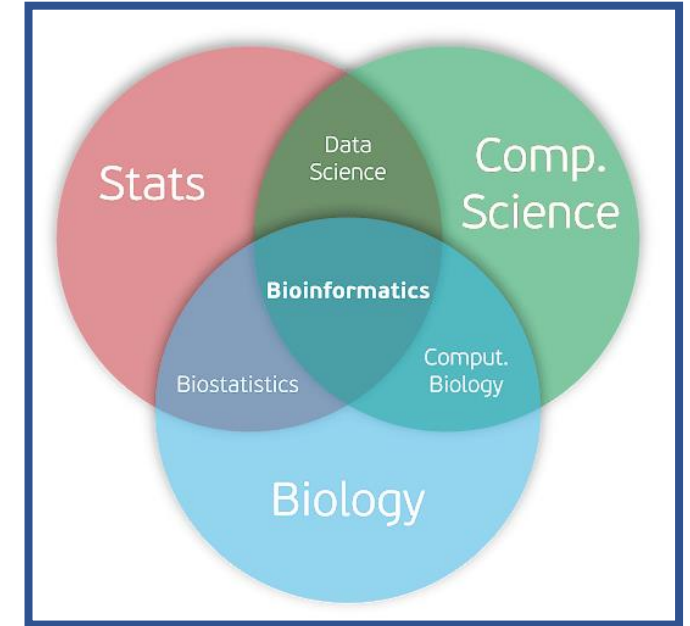 Stats
Data
Science
Comp.
Science
Bioinformatics
Biostatistics
Comput.
Biology
Biology